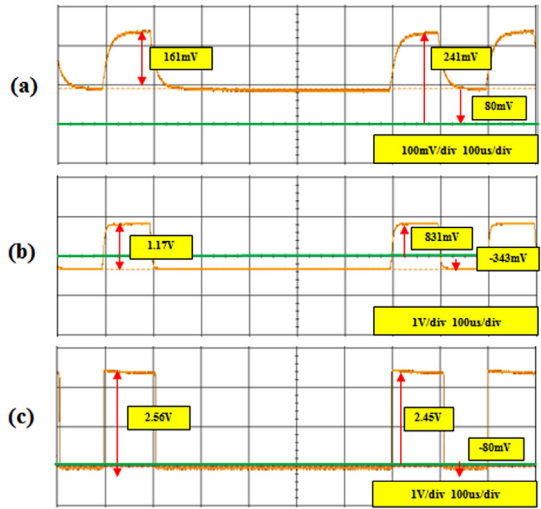 (a)
161mV
241mV
80mV
100mV/div 100us/div
(b)
1.17V
831mV
-343mV
1V/div 100us/div
(c)
2.56V
2.45V
-80mV
1V/div 100us/div